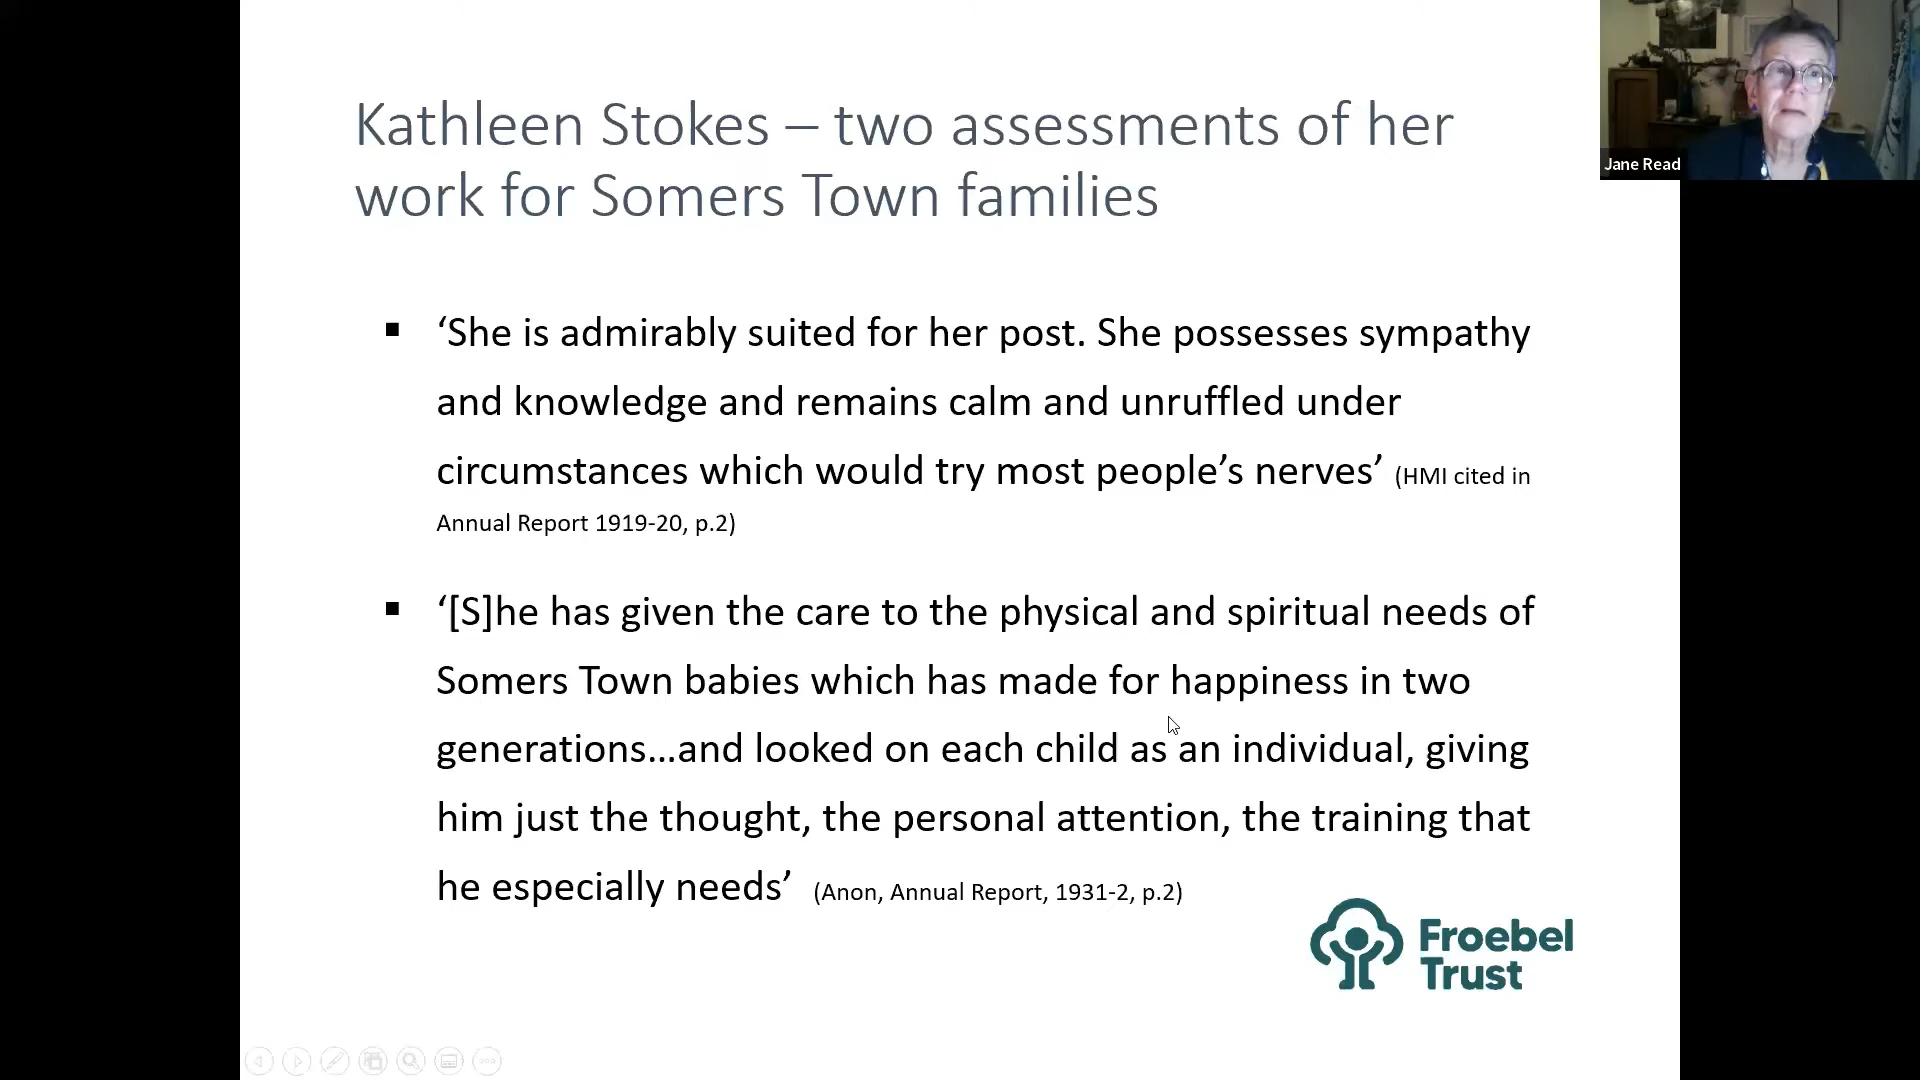 Kathleen Stokes – two assessments of her
work for Somers Town families
Jane Read
▪ ‘She is admirably suited for her post. She possesses sympathy
and knowledge and remains calm and unruffled under
circumstances which would try most people’s nerves’ (HMI cited in
Annual Report 1919-20, p.2)
▪ ‘[S]he has given the care to the physical and spiritual needs of
Somers Town babies which has made for happiness in two
generations…and looked on each child as an individual, giving
him just the thought, the personal attention, the training that
he especially needs’ (Anon, Annual Report, 1931-2, p.2)
Froebel
Trust